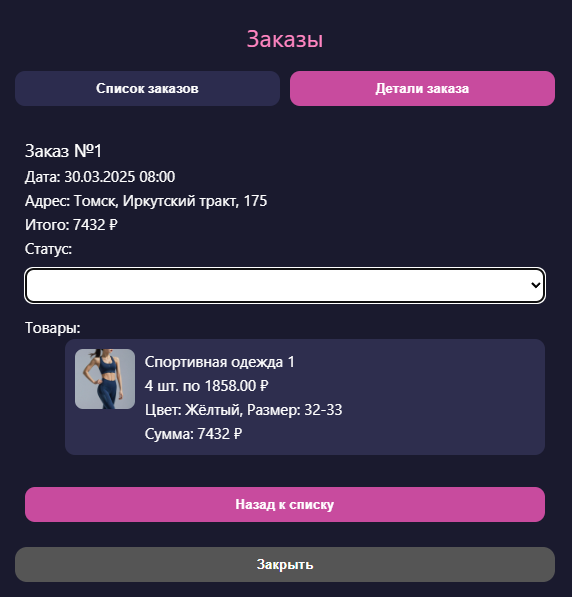 Заказы
Список заказов
Детали заказа
Заказ №1
Дата: 30.03.2025 08:00
Адрес: Томск, Иркутский тракт, 175
Итого: 7432 ₽
Статус:
Товары:
Спортивная одежда 1
4 шт. по 1858.00 ₽
Цвет: Жёлтый, Размер: 32-33
Сумма: 7432 ₽
Назад к списку
Закрыть